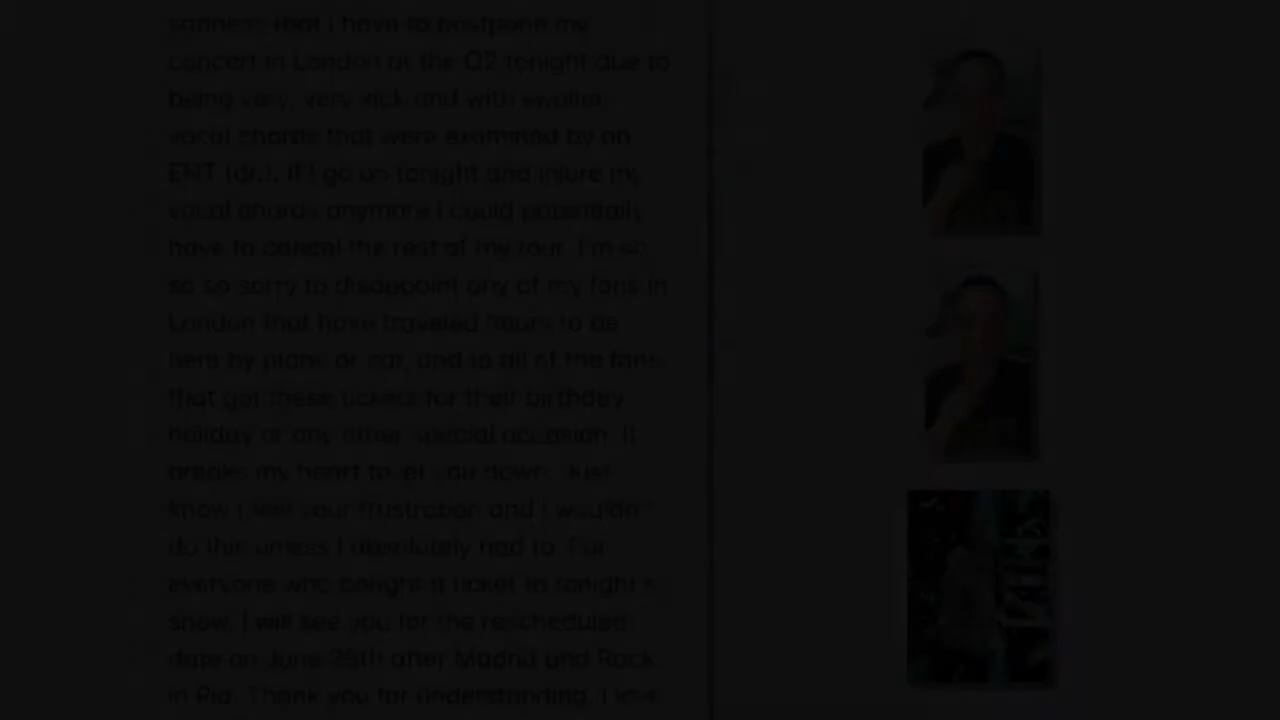 sadness that I have to postpone my
concert in London at the O2 tonight due to
being very, very sick and with swollen
vocal chords that were examined by an
ENT (dr.). If I go on tonight and injure my
vocal chords anymore I could potentially
have to cancel the rest of my tour. I'm so
so so sorry to disappoint any of my fans in
London that have traveled hours to be
here by plane or car, and to all of the fans
that got these tickets for their birthday
holiday or any other special occasion. It
breaks my heart to let you down. Just
know I feel your frustration and I wouldn't
do this unless I absolutely had to. For
everyone who bought a ticket to tonight's
show, I will see you for the rescheduled
date on June 25th after Madrid and Rock
in Rio. Thank you for understanding, I love